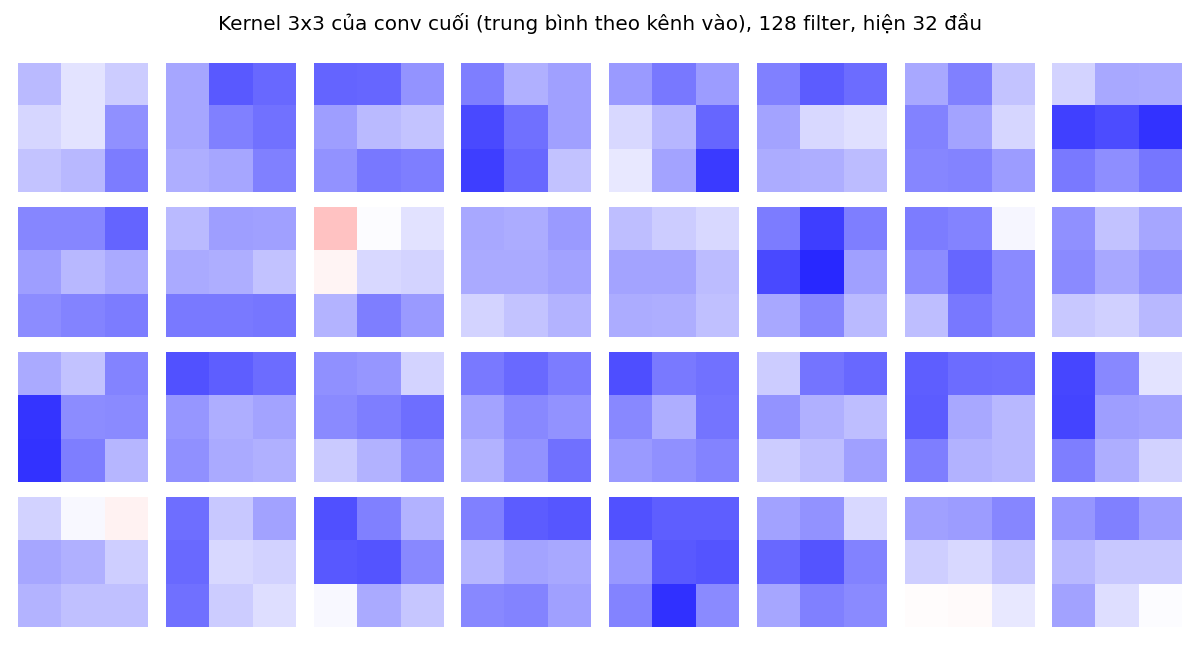 Kernel 3x3 của conv cuối (trung bình theo kênh vào), 128 filter, hiện 32 đầu